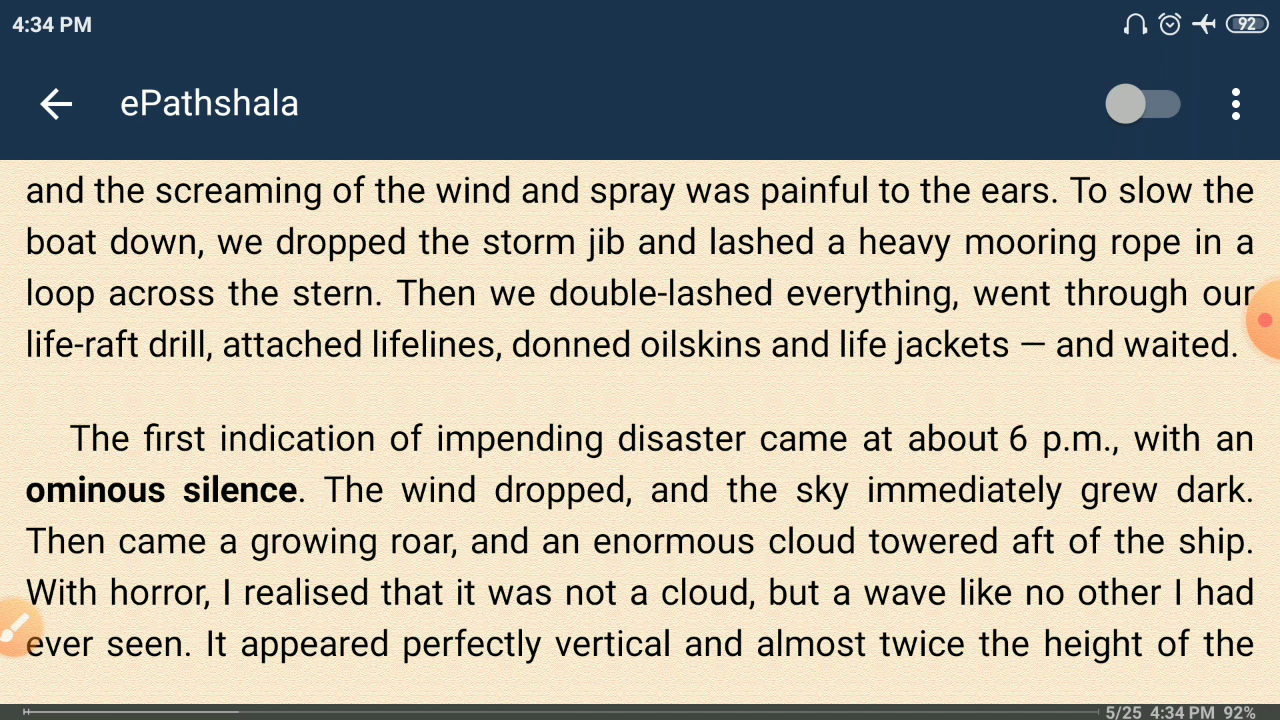 4:34 PM
92
ePathshala
and the screaming of the wind and spray was painful to the ears. To slow the
boat down, we dropped the storm jib and lashed a heavy mooring rope in a
loop across the stern. Then we double-lashed everything, went through our
life-raft drill, attached lifelines, donned oilskins and life jackets — and waited.
The first indication of impending disaster came at about 6 p.m., with an
ominous silence. The wind dropped, and the sky immediately grew dark.
Then came a growing roar, and an enormous cloud towered aft of the ship.
With horror, I realised that it was not a cloud, but a wave like no other I had
ever seen. It appeared perfectly vertical and almost twice the height of the
5/25 4:34 PM 92%